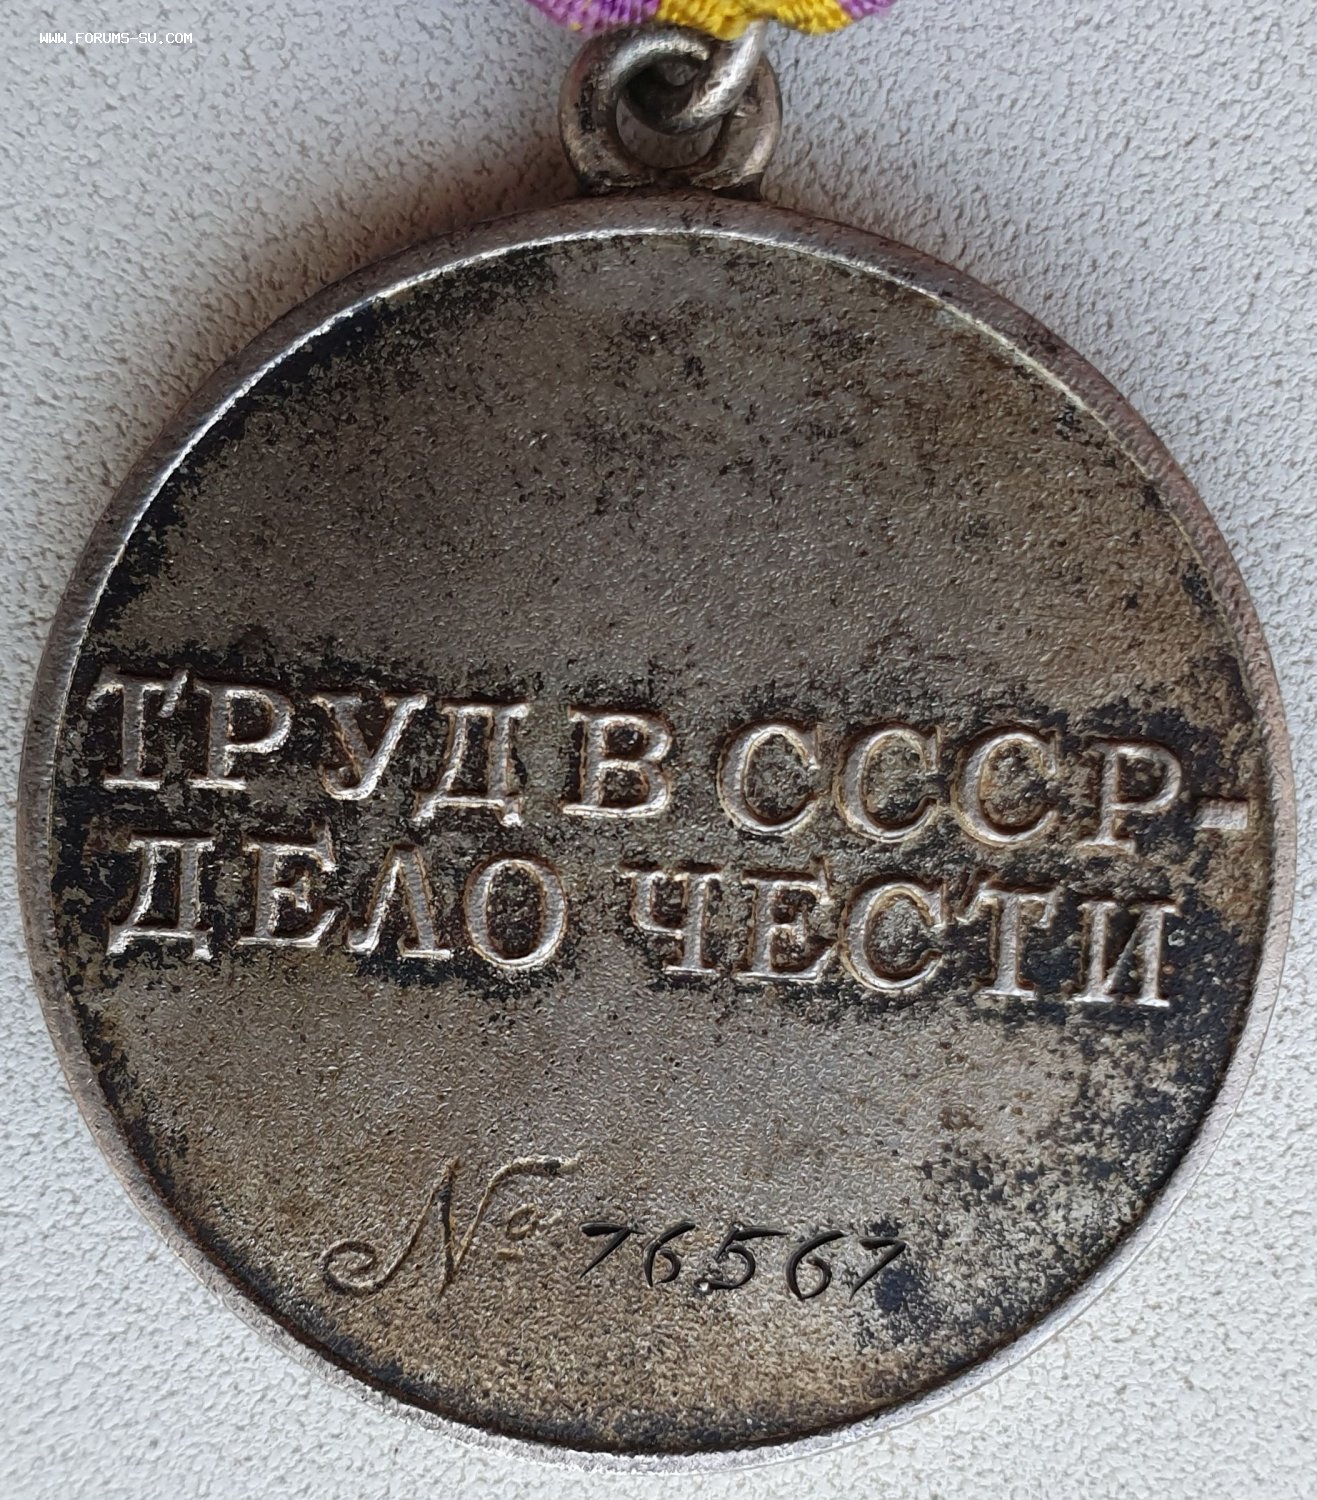 WWW.FORUMS-SU.COM
ТРУД В СССР-
ДЕЛО ЧЕСТИ
№ 76567